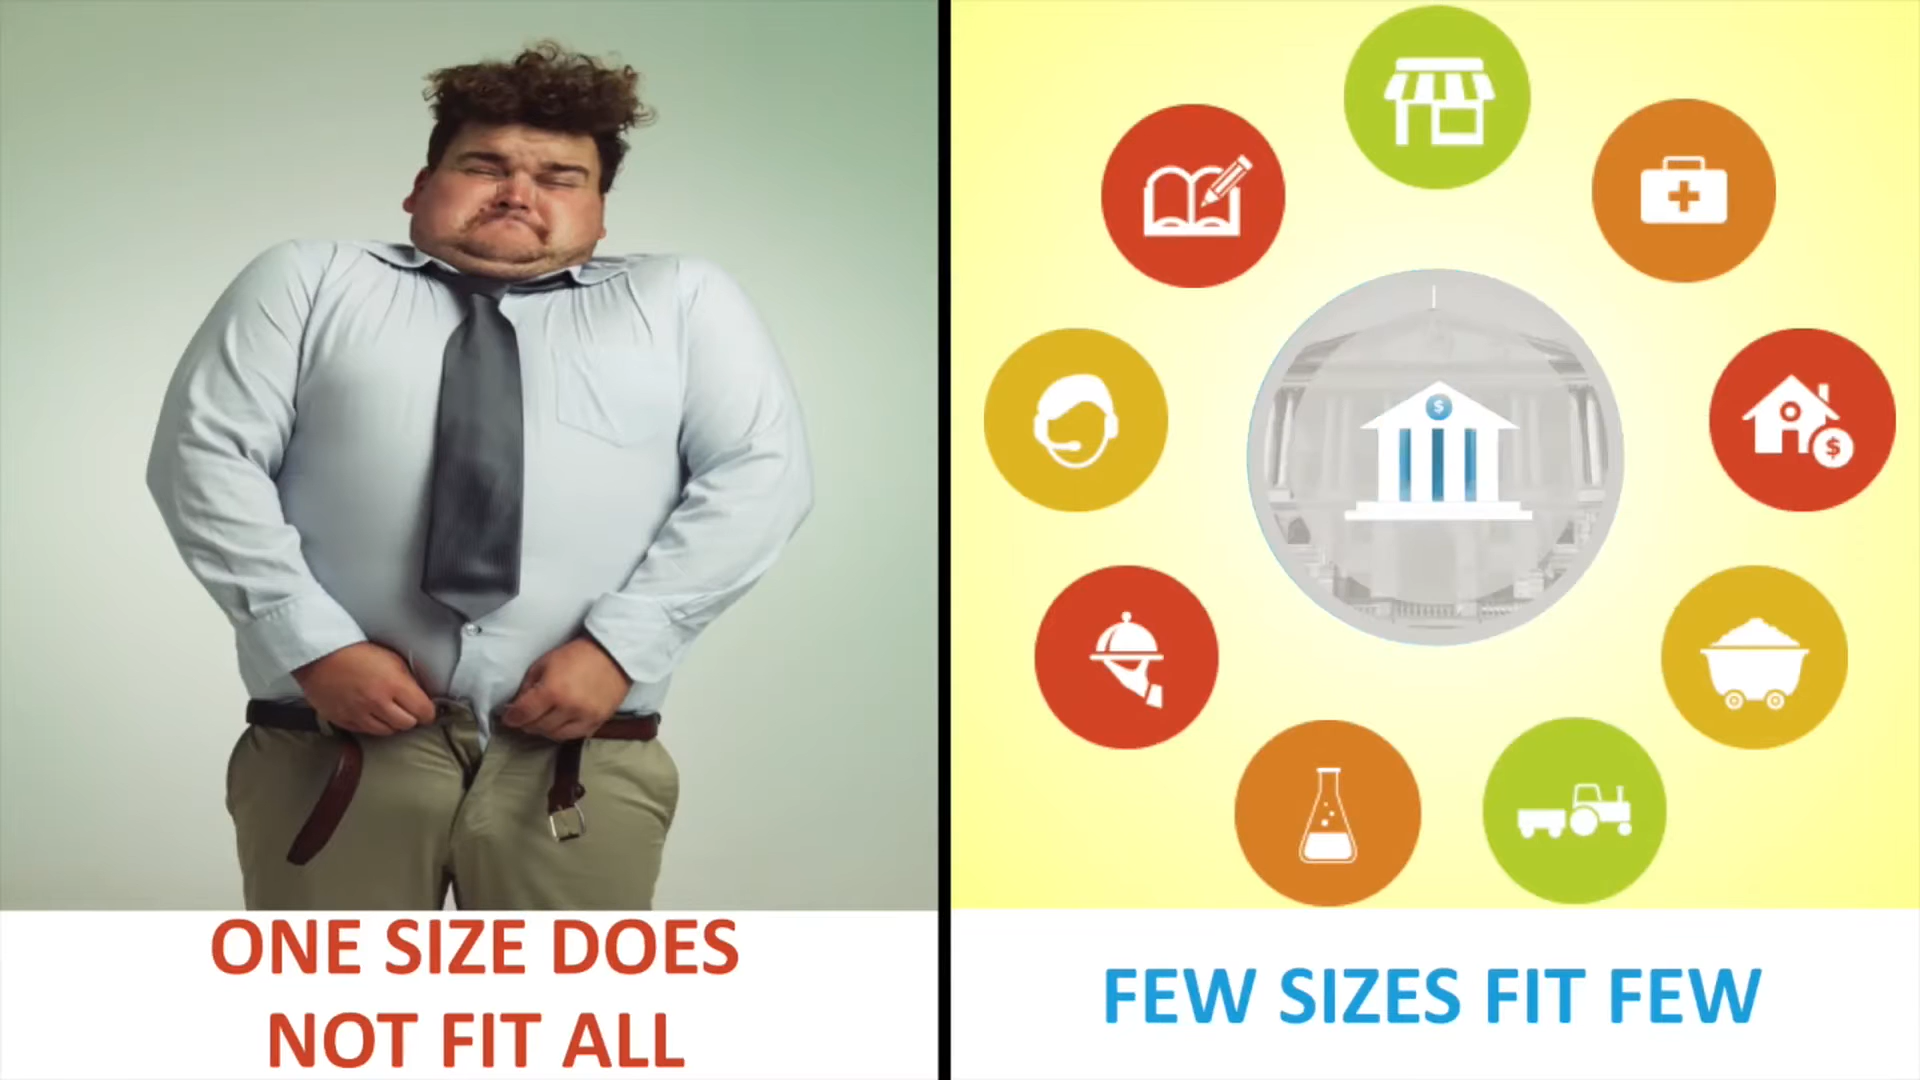 ONE SIZE DOES
NOT FIT ALL
$
$
FEW SIZES FIT FEW